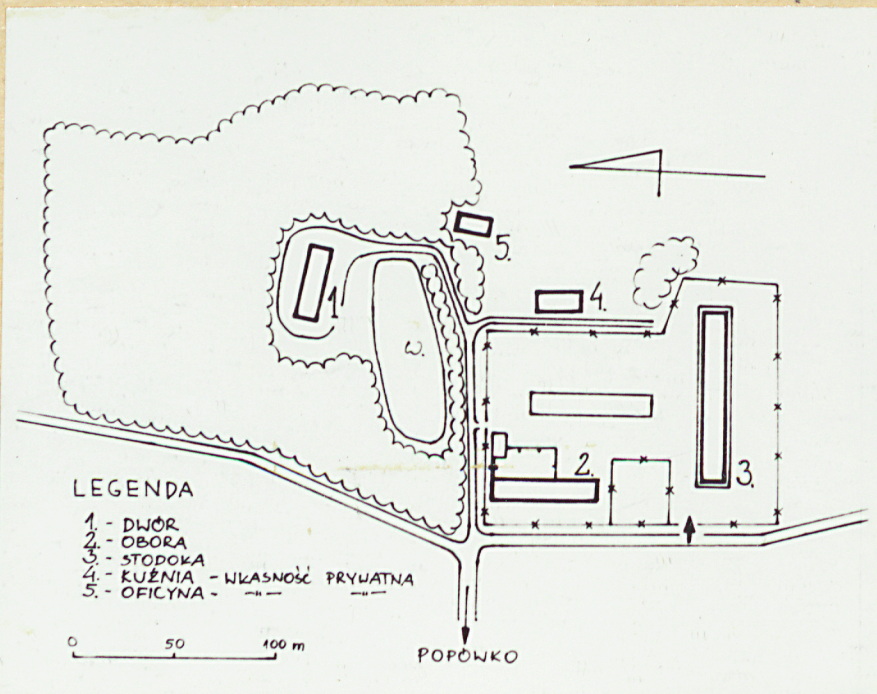 5.
1
4.
W.
2.
3.
LEGENDA
1. - DWÓR
2. - OBORA
3. - STODOŁA
4. - KUŹNIA - WŁASNOŚĆ PRYWATNA
5. - OFICYNA - -"- -"-
0 50 100 m
POPÓWKO